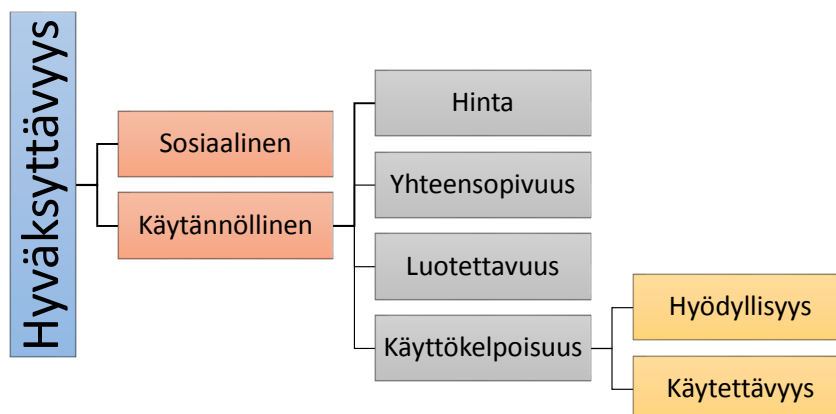 Hyväksyttävyys
Sosiaalinen
Käytännöllinen
Hinta
Yhteensopivuus
Luotettavuus
Käyttökelpoisuus
Hyödyllisyys
Käytettävyys